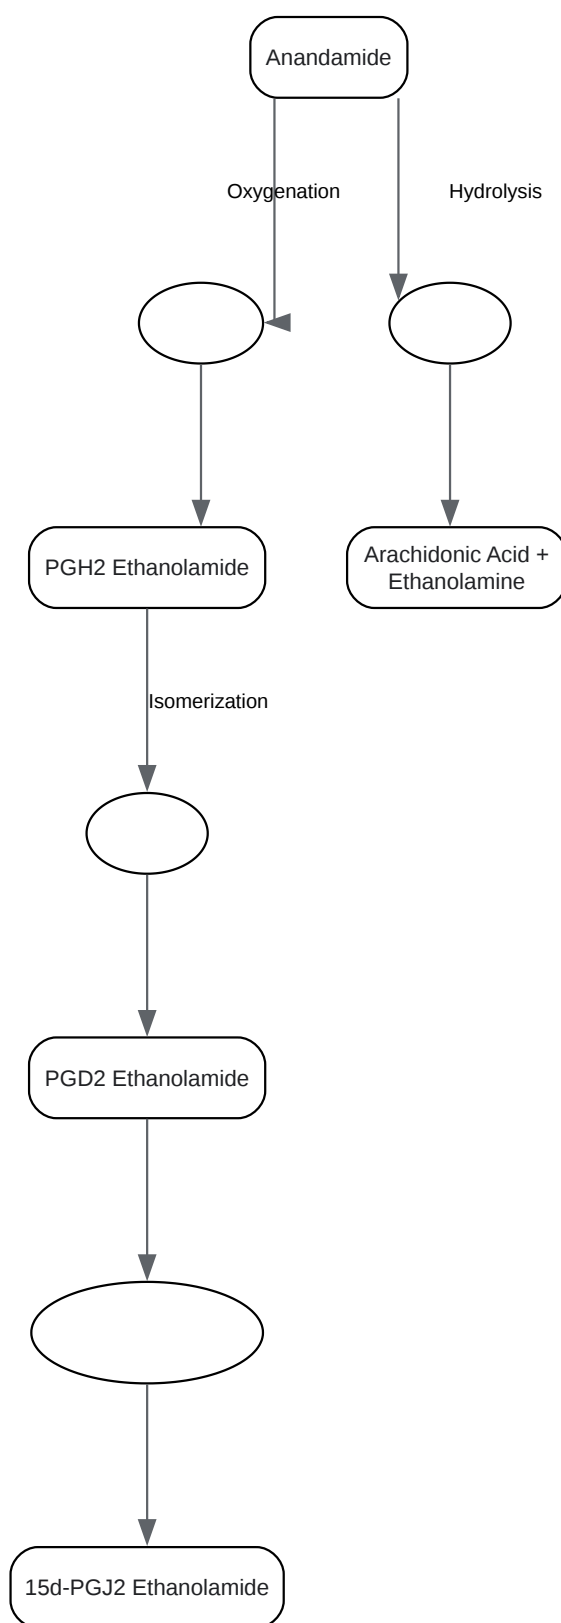 Anandamide
Oxygenation
Hydrolysis
PGH2 Ethanolamide
Arachidonic Acid +
Ethanolamine
Isomerization
PGD2 Ethanolamide
15d-PGJ2 Ethanolamide